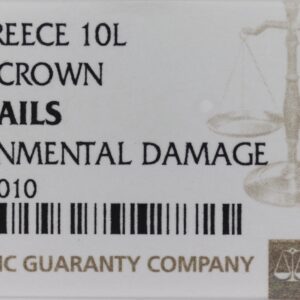 REECE 10L
CROWN
AILS
NMENTAL DAMAGE
010
IC GUARANTY COMPANY